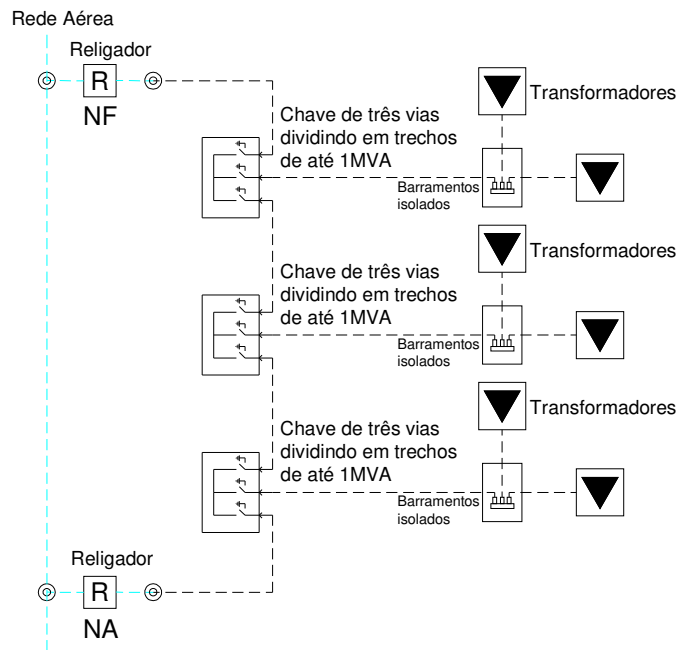 Rede Aérea
Religador
R
NF
Chave de três vias
dividindo em trechos
de até 1MVA
Transformadores
Barramentos
isolados
Transformadores
Chave de três vias
dividindo em trechos
de até 1MVA
Barramentos
isolados
Transformadores
Chave de três vias
dividindo em trechos
de até 1MVA
Barramentos
isolados
Religador
R
NA